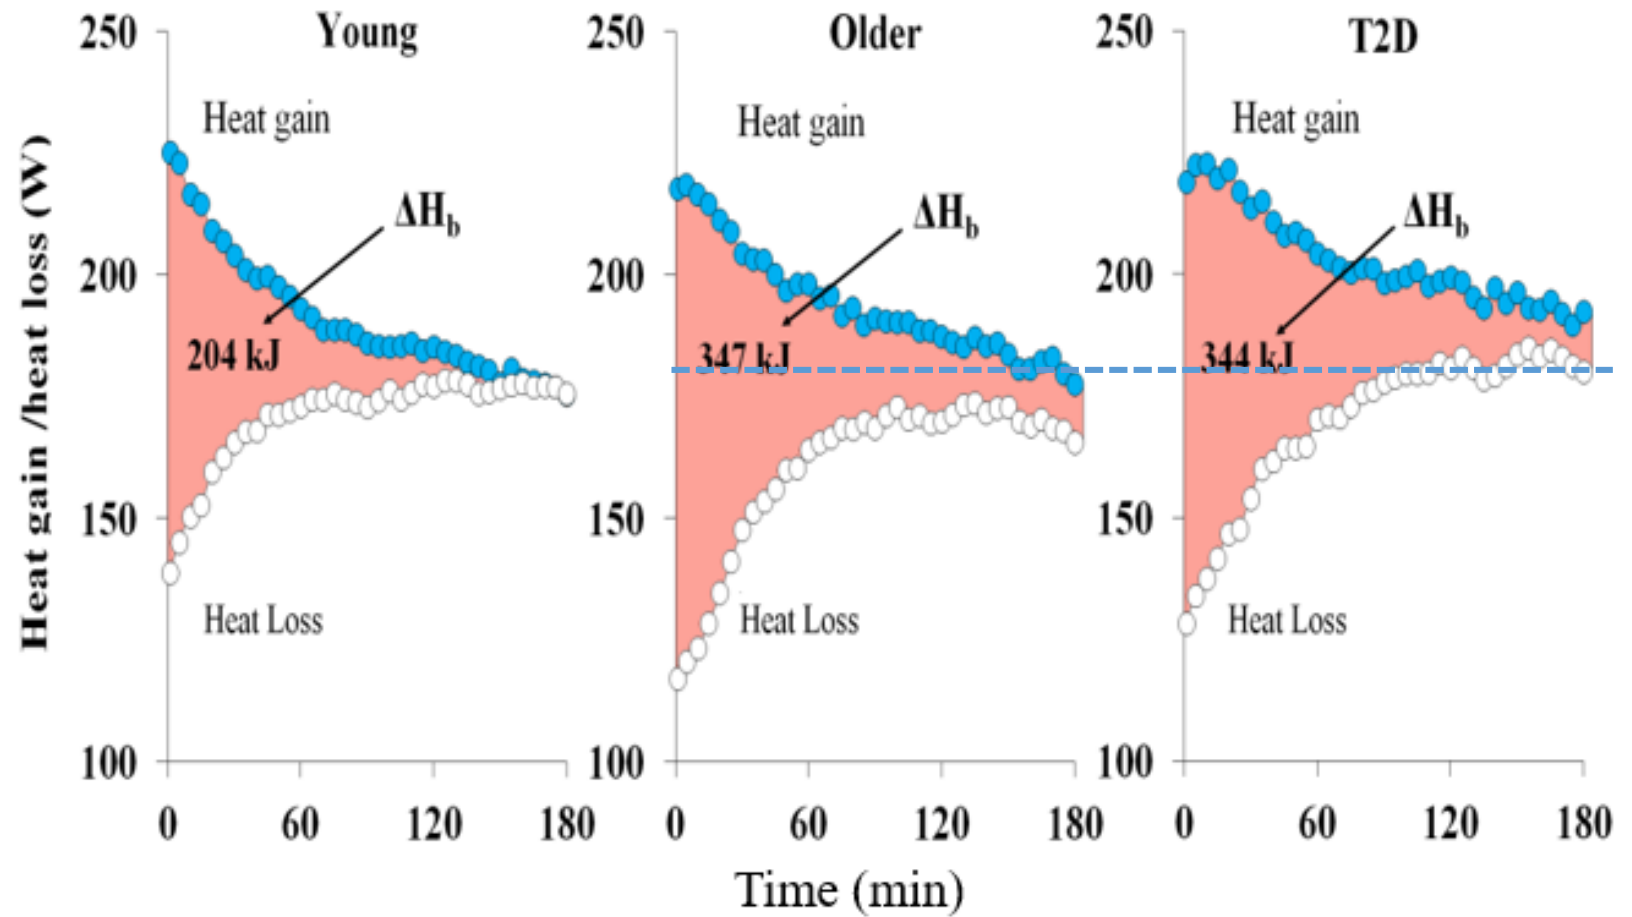 Heat gain /heat loss (W)
Young
250
200
150
100
Heat gain
ΔHb
204 kJ
Heat Loss
0 60 120 180
Older
250
200
150
100
Heat gain
ΔHb
347 kJ
Heat Loss
0 60 120 180
T2D
250
200
150
100
Heat gain
ΔHb
344 kJ
Heat Loss
0 60 120 180
Time (min)